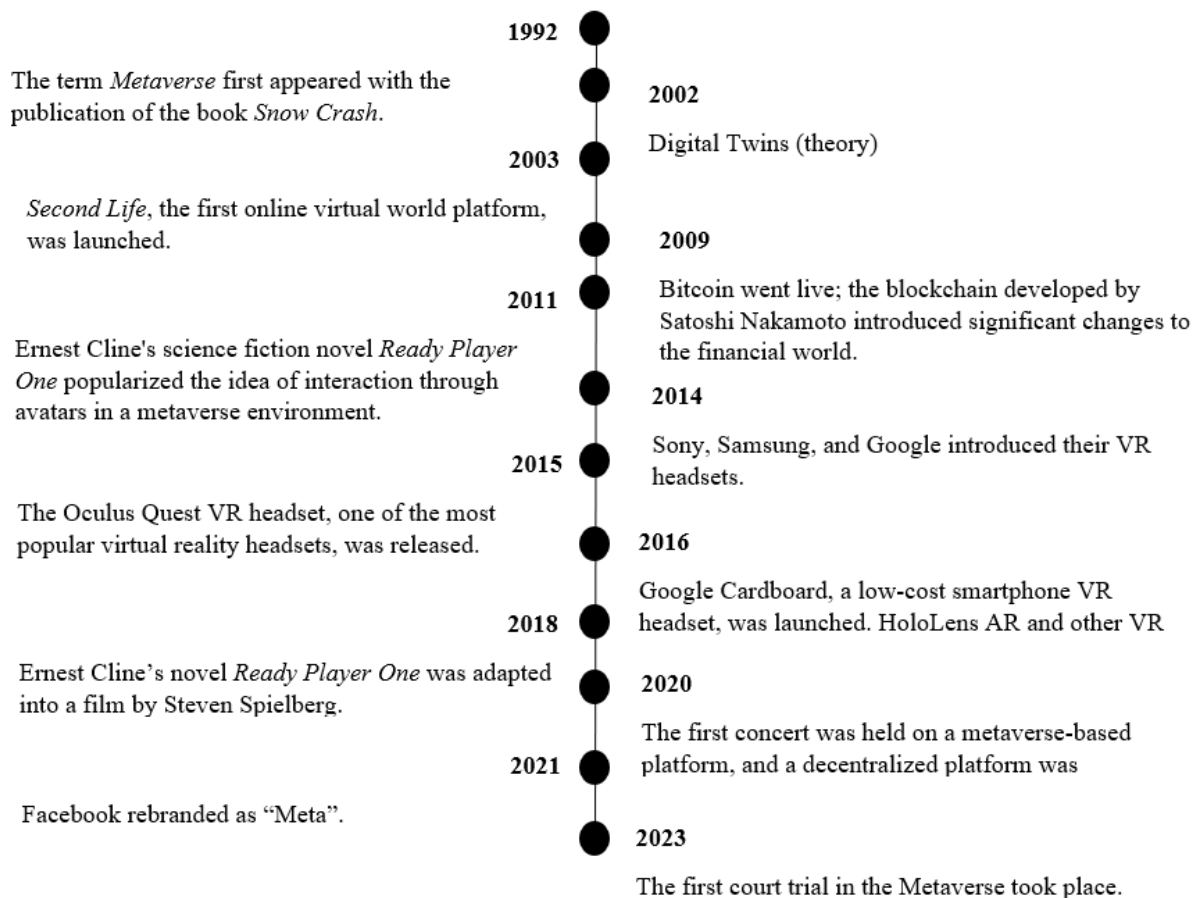 1992
The term Metaverse first appeared with the
publication of the book Snow Crash.
2002
Digital Twins (theory)
2003
Second Life, the first online virtual world platform,
was launched.
2009
Bitcoin went live; the blockchain developed by
Satoshi Nakamoto introduced significant changes to
the financial world.
2011
Ernest Cline's science fiction novel Ready Player
One popularized the idea of interaction through
avatars in a metaverse environment.
2014
Sony, Samsung, and Google introduced their VR
headsets.
2015
The Oculus Quest VR headset, one of the most
popular virtual reality headsets, was released.
2016
Google Cardboard, a low-cost smartphone VR
headset, was launched. HoloLens AR and other VR
2018
Ernest Cline’s novel Ready Player One was adapted
into a film by Steven Spielberg.
2020
The first concert was held on a metaverse-based
platform, and a decentralized platform was
2021
Facebook rebranded as “Meta”.
2023
The first court trial in the Metaverse took place.